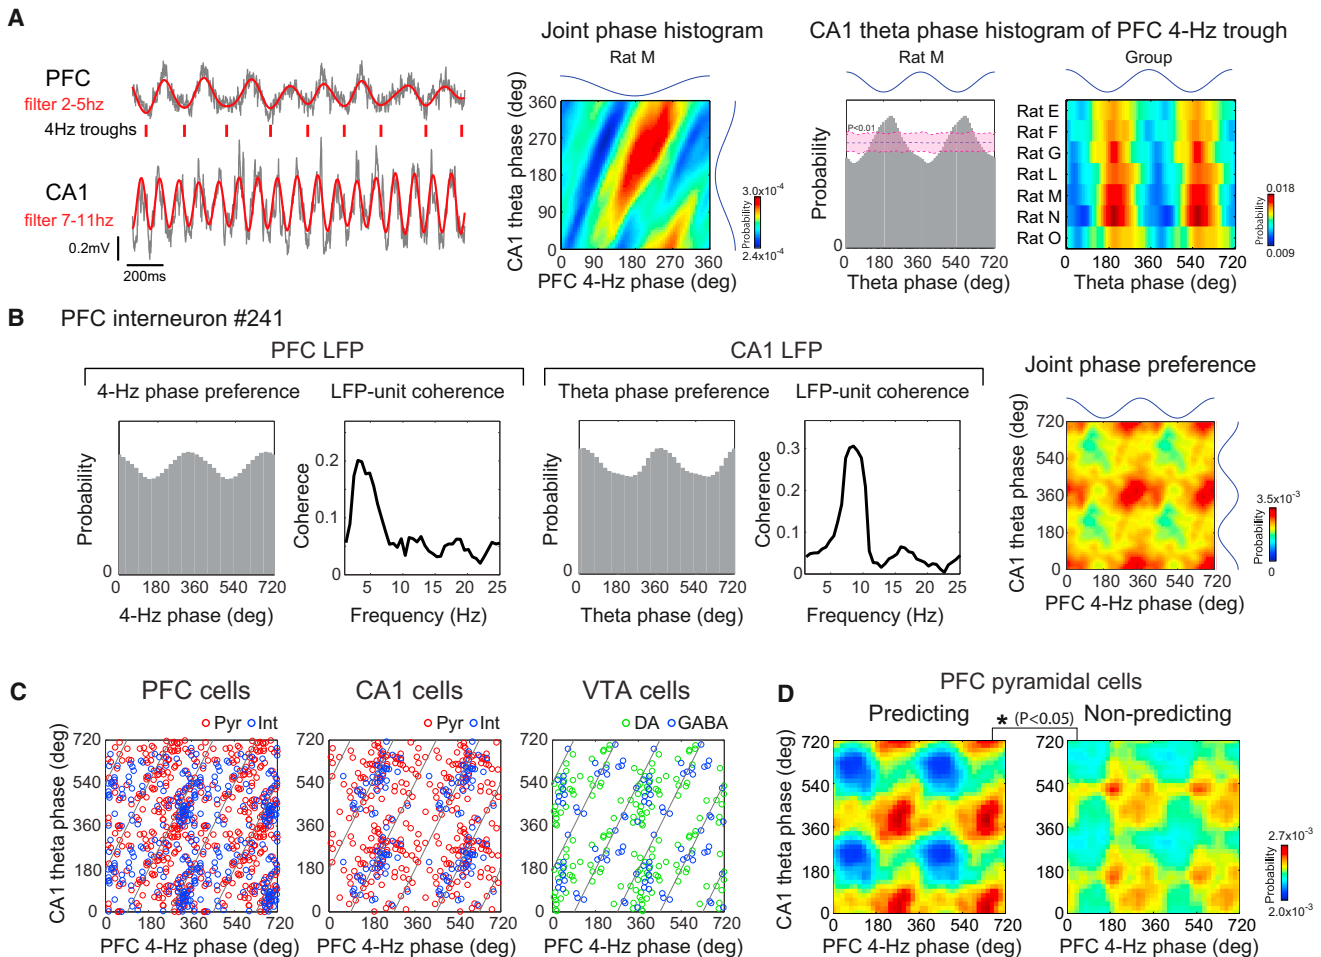 A
PFC
filter 2-5hz
4Hz troughs
CA1
filter 7-11hz
0.2mV
200ms
Joint phase histogram
Rat M
CA1 theta phase (deg)
360
270
180
90
0
0 90 180 270 360
PFC 4-Hz phase (deg)
3.0x10-4
Probability
2.4x10-4
CA1 theta phase histogram of PFC 4-Hz trough
Rat M
Probability
P<0.01
0
0 180 360 540 720
Theta phase (deg)
Group
Rat E
Rat F
Rat G
Rat L
Rat M
Rat N
Rat O
0 180 360 540 720
Theta phase (deg)
0.018
Probability
0.009
B PFC interneuron #241
PFC LFP
4-Hz phase preference
Probability
0
0 180 360 540 720
4-Hz phase (deg)
LFP-unit coherence
Coherece
0.2
0.1
0
5 10 15 20 25
Frequency (Hz)
CA1 LFP
Theta phase preference
Probability
0
0 180 360 540 720
Theta phase (deg)
LFP-unit coherence
Coherence
0.3
0.2
0.1
0
5 10 15 20 25
Frequency (Hz)
Joint phase preference
CA1 theta phase (deg)
720
540
360
180
0
0 180 360 540 720
PFC 4-Hz phase (deg)
3.5x10-3
Probability
0
C
PFC cells
Pyr Int
CA1 theta phase (deg)
720
540
360
180
0
0 180 360 540 720
PFC 4-Hz phase (deg)
CA1 cells
Pyr Int
720
540
360
180
0
0 180 360 540 720
PFC 4-Hz phase (deg)
VTA cells
DA GABA
720
540
360
180
0
0 180 360 540 720
PFC 4-Hz phase (deg)
D
PFC pyramidal cells
Predicting
* (P<0.05)
Non-predicting
CA1 theta phase (deg)
720
540
360
180
0
0 180 360 540 720
PFC 4-Hz phase (deg)
720
540
360
180
0
0 180 360 540 720
PFC 4-Hz phase (deg)
2.7x10-3
Probability
2.0x10-3